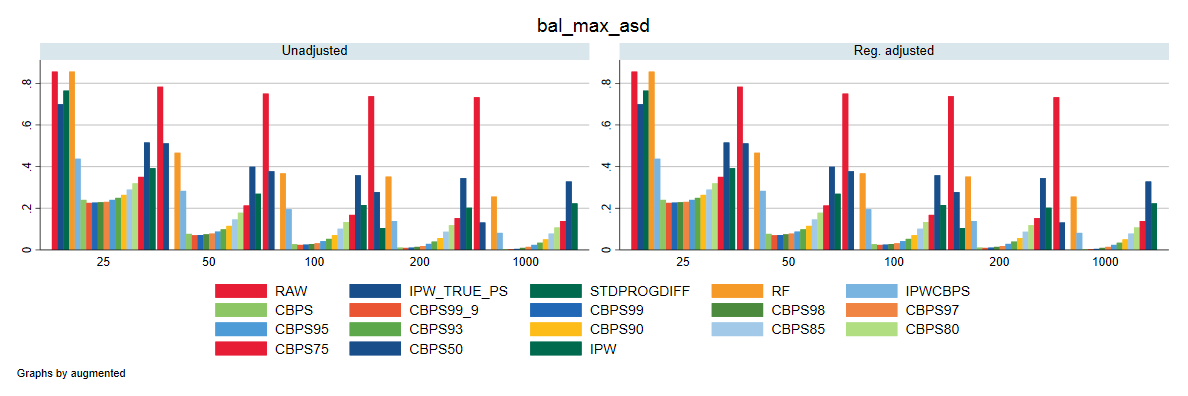 bal_max_asd
Unadjusted
Reg. adjusted
.8
.6
.4
.2
0
25 50 100 200 1000
.8
.6
.4
.2
0
25 50 100 200 1000
RAW IPW_TRUE_PS STDPROGDIFF RF IPWCBPS
CBPS CBPS99_9 CBPS99 CBPS98 CBPS97
CBPS95 CBPS93 CBPS90 CBPS85 CBPS80
CBPS75 CBPS50 IPW
Graphs by augmented